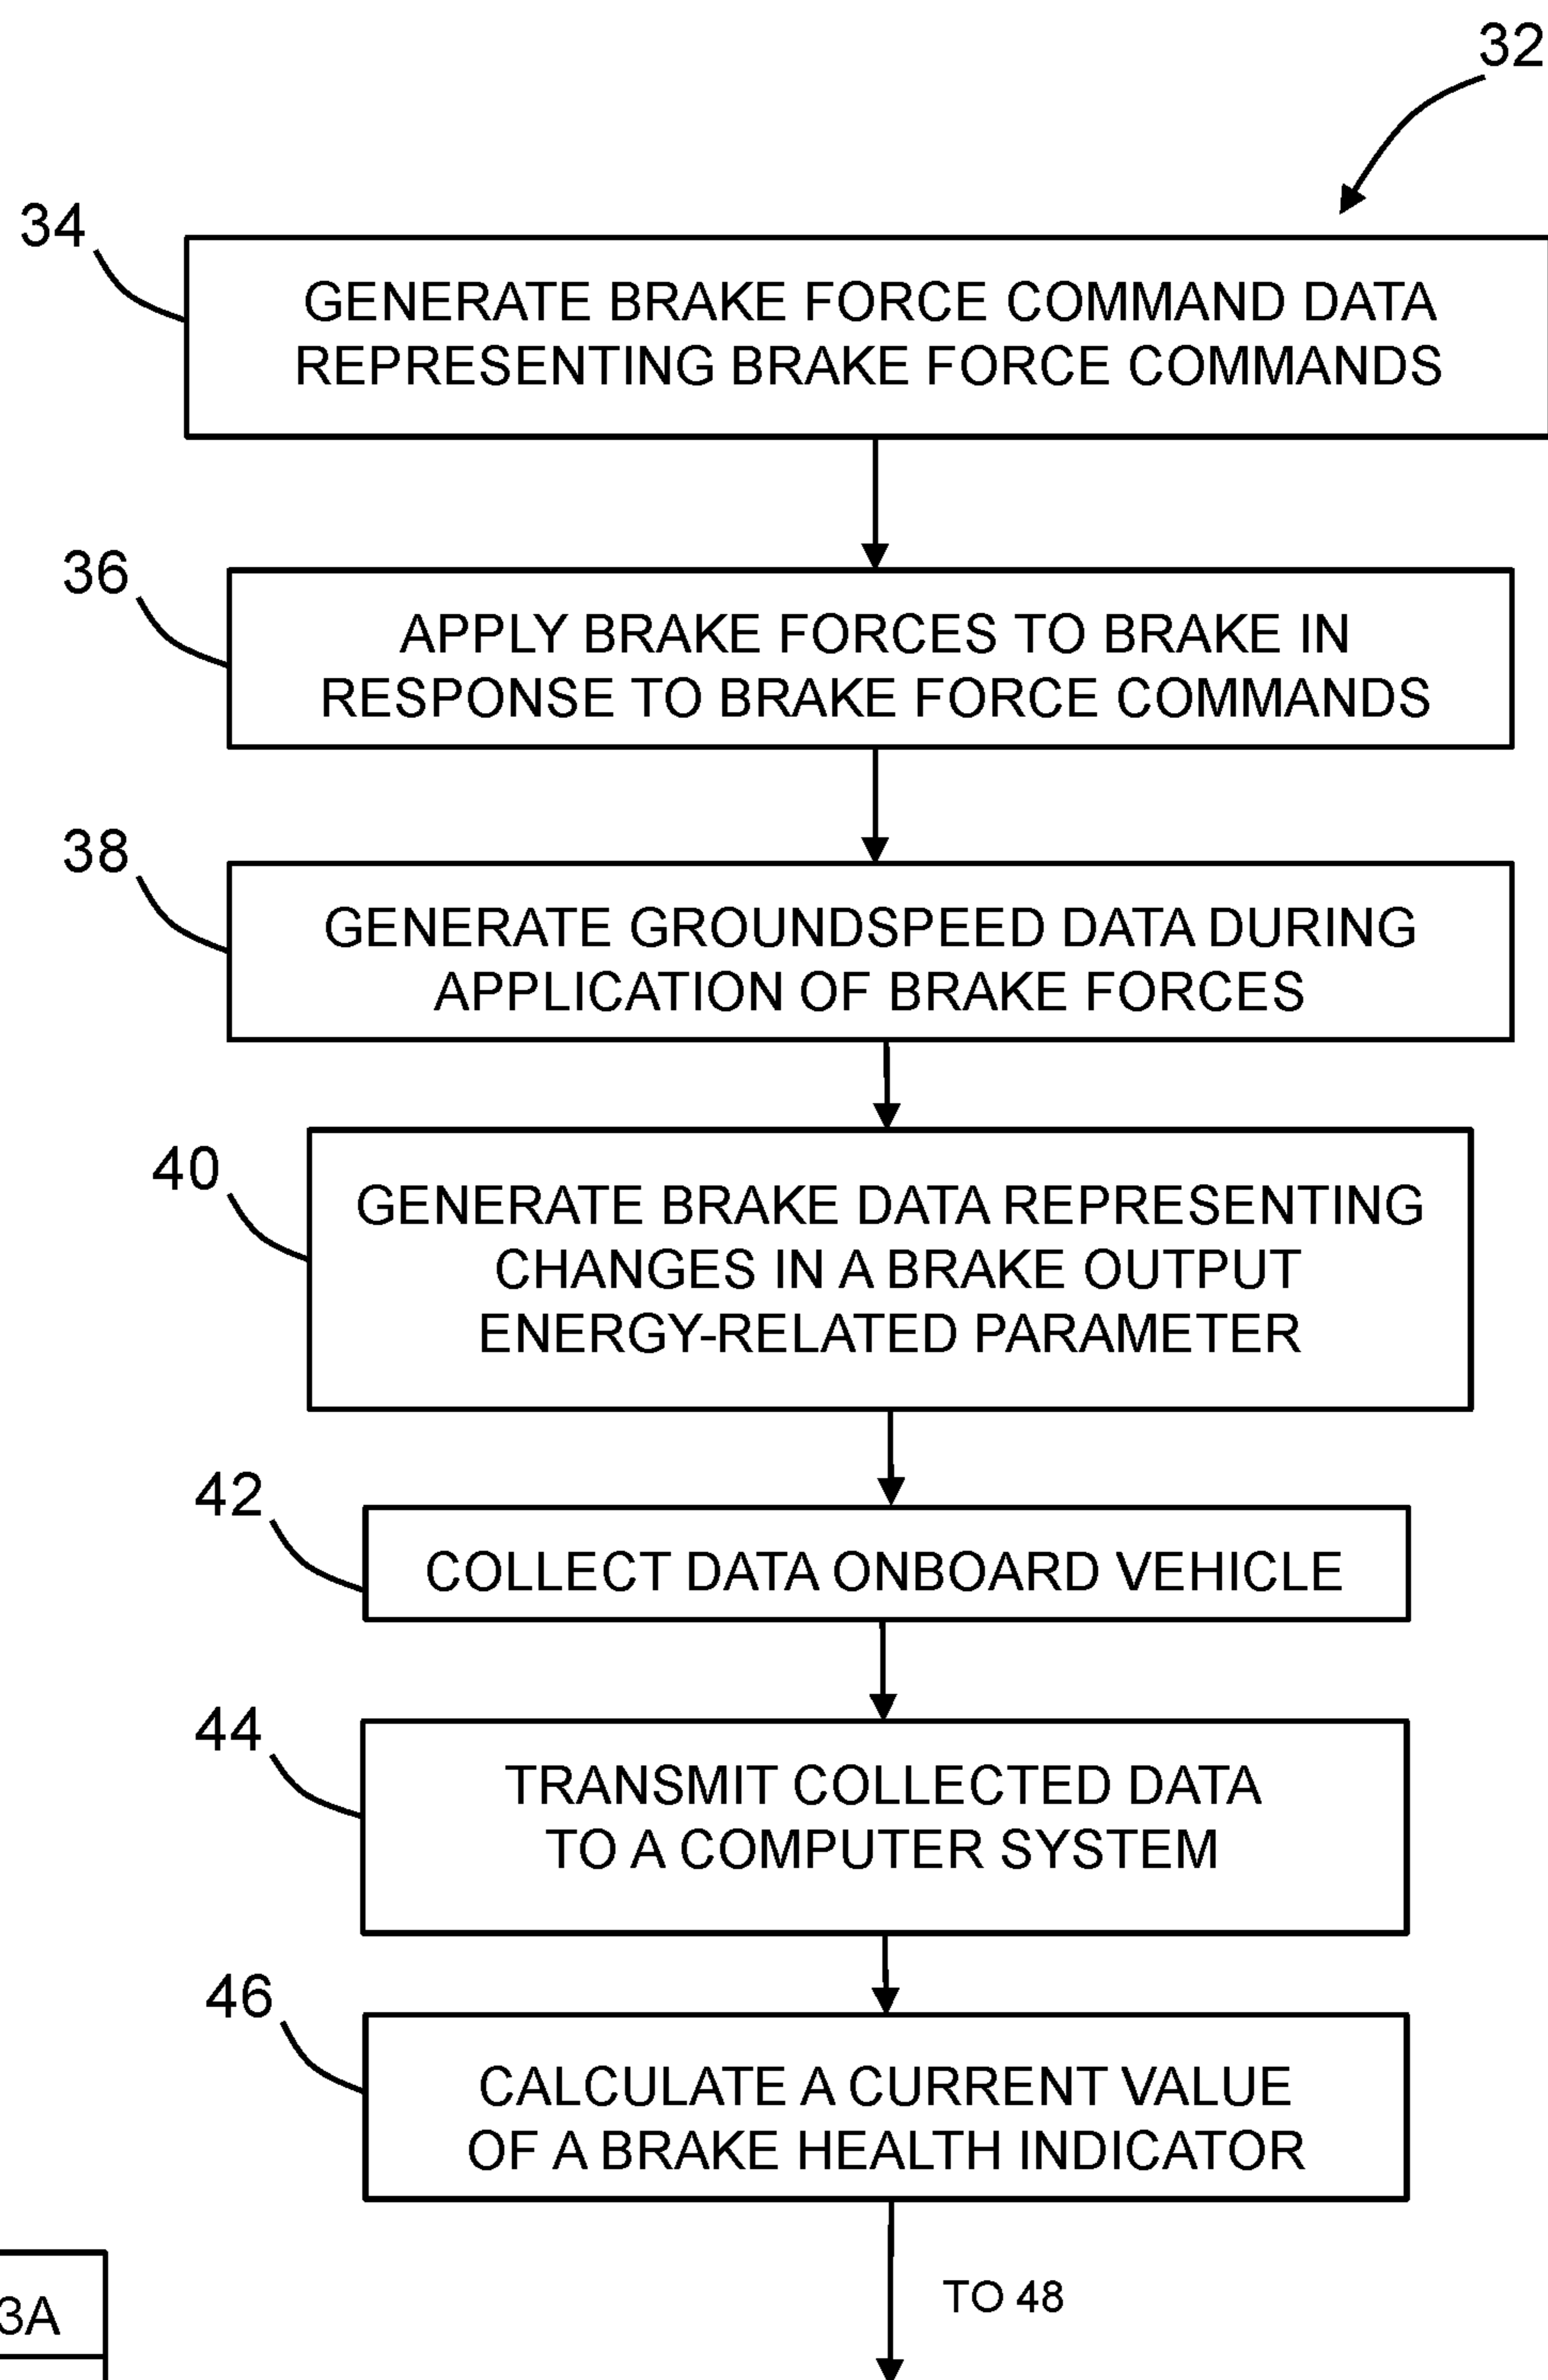 32
34
GENERATE BRAKE FORCE COMMAND DATA
REPRESENTING BRAKE FORCE COMMANDS
36
APPLY BRAKE FORCES TO BRAKE IN
RESPONSE TO BRAKE FORCE COMMANDS
38
GENERATE GROUNDSPEED DATA DURING
APPLICATION OF BRAKE FORCES
40
GENERATE BRAKE DATA REPRESENTING
CHANGES IN A BRAKE OUTPUT
ENERGY-RELATED PARAMETER
42
COLLECT DATA ONBOARD VEHICLE
44
TRANSMIT COLLECTED DATA
TO A COMPUTER SYSTEM
46
CALCULATE A CURRENT VALUE
OF A BRAKE HEALTH INDICATOR
TO 48
3A